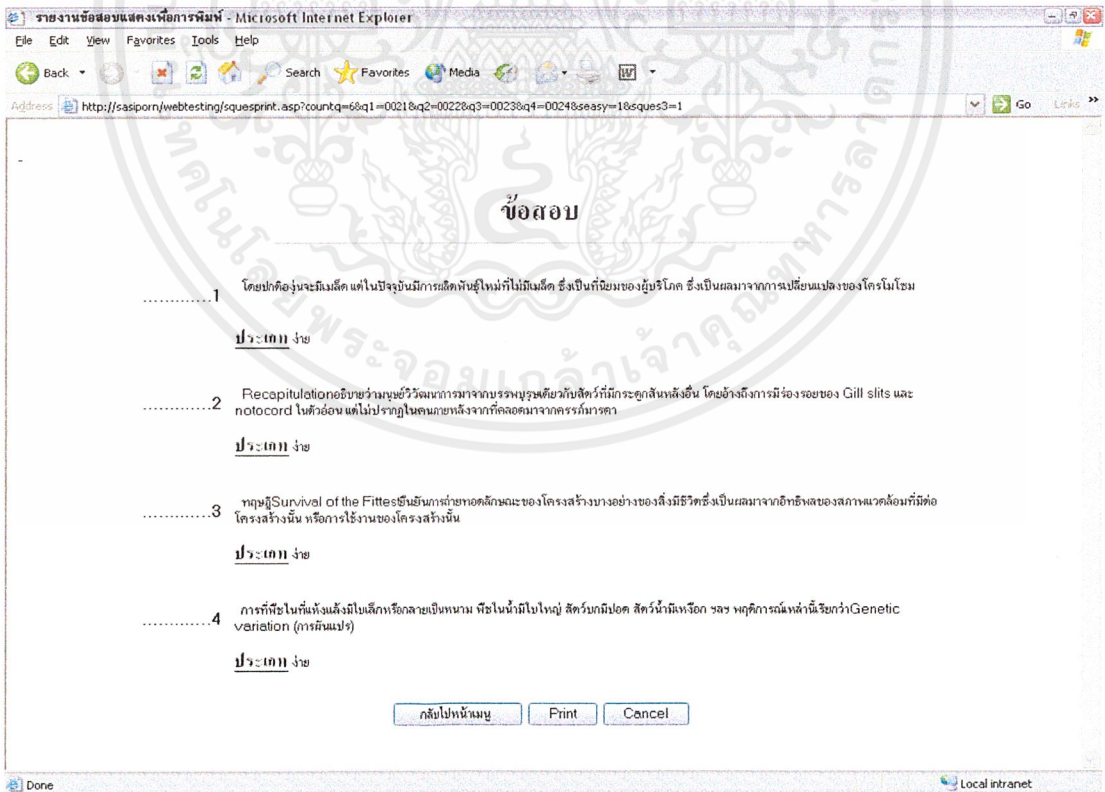 รายงานข้อสอบแสดงเพื่อการพิมพ์ - Microsoft Internet Explorer
File Edit View Favorites Tools Help
Back Search Favorites Media
Address http://sasiporn/webtesting/squesprint.asp?countq=6&q1=0021&q2=0022&q3=0023&q4=0024&seasy=1&sques3=1 Go Links »
ข้อสอบ
............1 โดยปกติองุ่นจะมีเมล็ด แต่ในปัจจุบันมีการผลิตพันธุ์ใหม่ที่ไม่มีเมล็ด ซึ่งเป็นที่นิยมของผู้บริโภค ซึ่งเป็นผลมาจากการเปลี่ยนแปลงของโครโมโซม
ประเภท ง่าย
............2 Recapitulationอธิบายว่ามนุษย์วิวัฒนาการมาจากบรรพบุรุษเดียวกับสัตว์ที่มีกระดูกสันหลังอื่น โดยอ้างถึงการมีร่องรอยของ Gill slits และ
notocord ในตัวอ่อน แต่ไม่ปรากฏในคนภายหลังจากที่คลอดมาจากครรภ์มารดา
ประเภท ง่าย
............3 ทฤษฎีSurvival of the Fittestยืนยันการถ่ายทอดลักษณะของโครงสร้างบางอย่างของสิ่งมีชีวิตซึ่งเป็นผลมาจากอิทธิพลของสภาพแวดล้อมที่มีต่อ
โครงสร้างนั้น หรือการใช้งานของโครงสร้างนั้น
ประเภท ง่าย
............4 การที่พืชในที่แห้งแล้งมีใบเล็กหรือกลายเป็นหนาม พืชในน้ำมีใบใหญ่ สัตว์บกมีปอด สัตว์น้ำมีเหงือก ฯลฯ พฤติการณ์เหล่านี้เรียกว่าGenetic
variation (การผันแปร)
ประเภท ง่าย
กลับไปหน้าเมนู Print Cancel
Done Local intranet